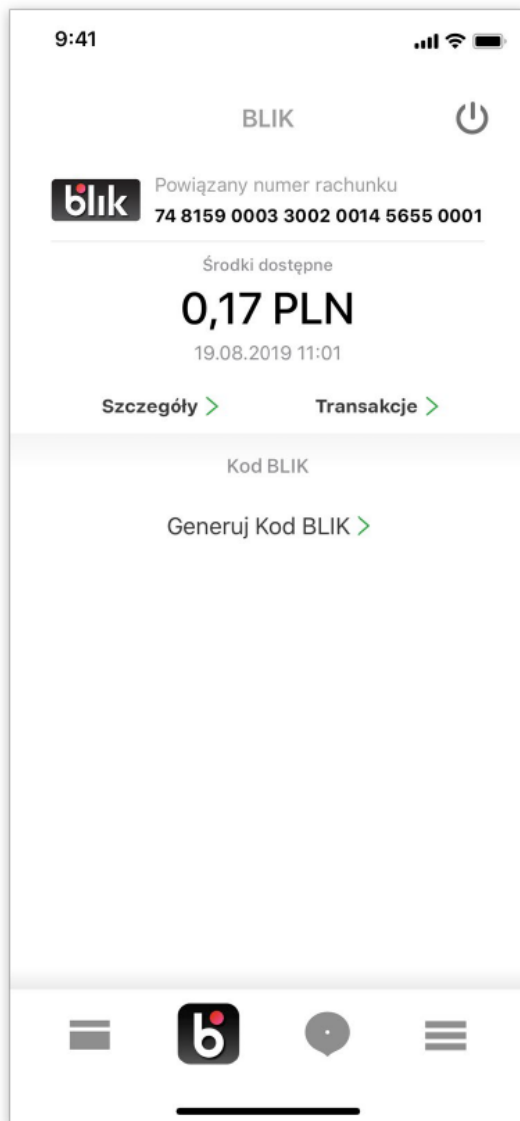 9:41
BLIK
blik
Powiązany numer rachunku
74 8159 0003 3002 0014 5655 0001
Środki dostępne
0,17 PLN
19.08.2019 11:01
Szczegóły
Transakcje
Kod BLIK
Generuj Kod BLIK
b